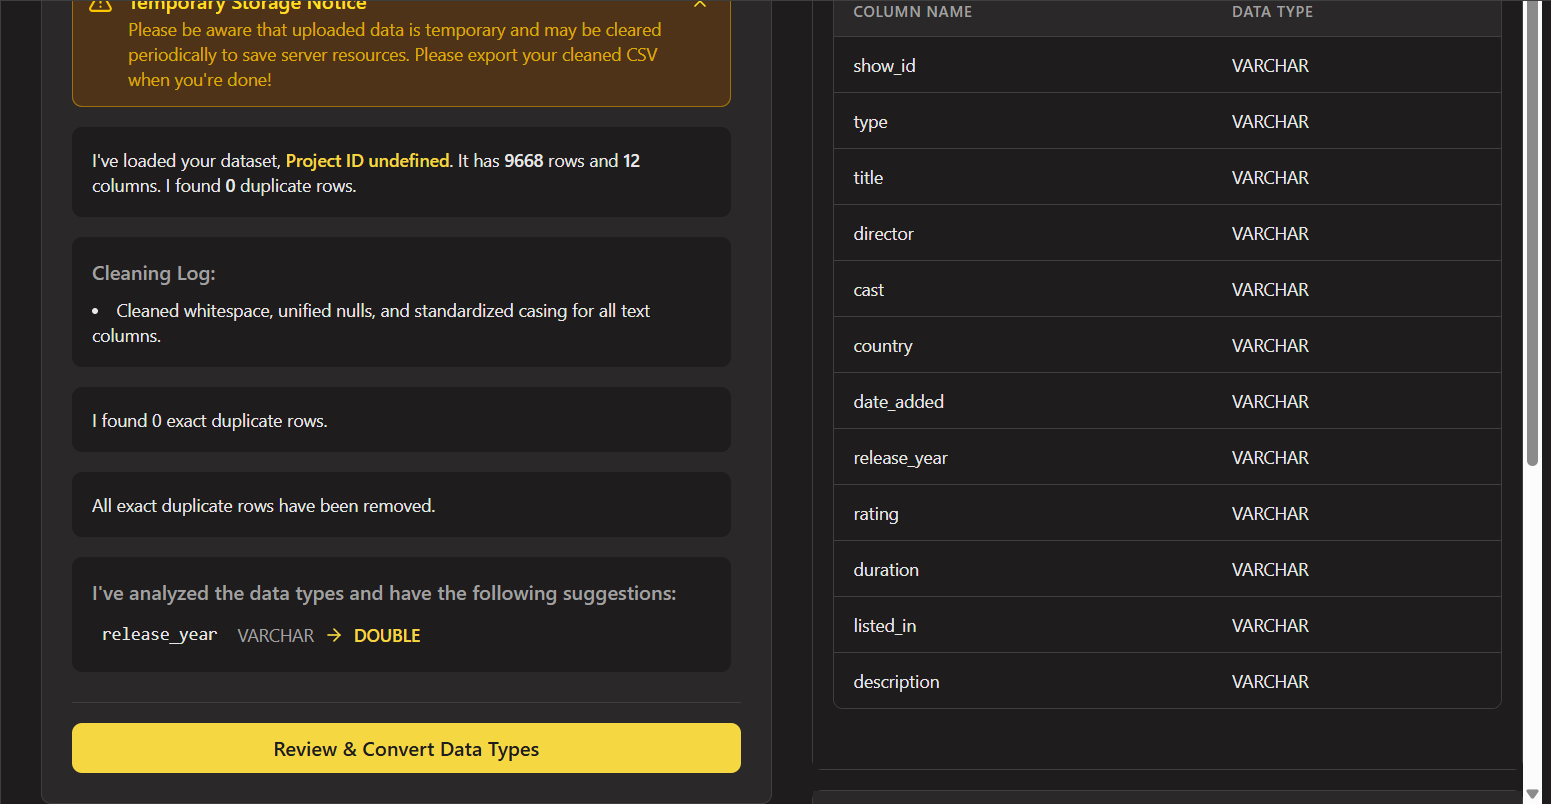 Temporary Storage Notice
Please be aware that uploaded data is temporary and may be cleared
periodically to save server resources. Please export your cleaned CSV
when you're done!
I've loaded your dataset, Project ID undefined. It has 9668 rows and 12
columns. I found 0 duplicate rows.
Cleaning Log:
• Cleaned whitespace, unified nulls, and standardized casing for all text
columns.
I found 0 exact duplicate rows.
All exact duplicate rows have been removed.
I've analyzed the data types and have the following suggestions:
release_year VARCHAR → DOUBLE
Review & Convert Data Types
COLUMN NAME DATA TYPE
show_id VARCHAR
type VARCHAR
title VARCHAR
director VARCHAR
cast VARCHAR
country VARCHAR
date_added VARCHAR
release_year VARCHAR
rating VARCHAR
duration VARCHAR
listed_in VARCHAR
description VARCHAR